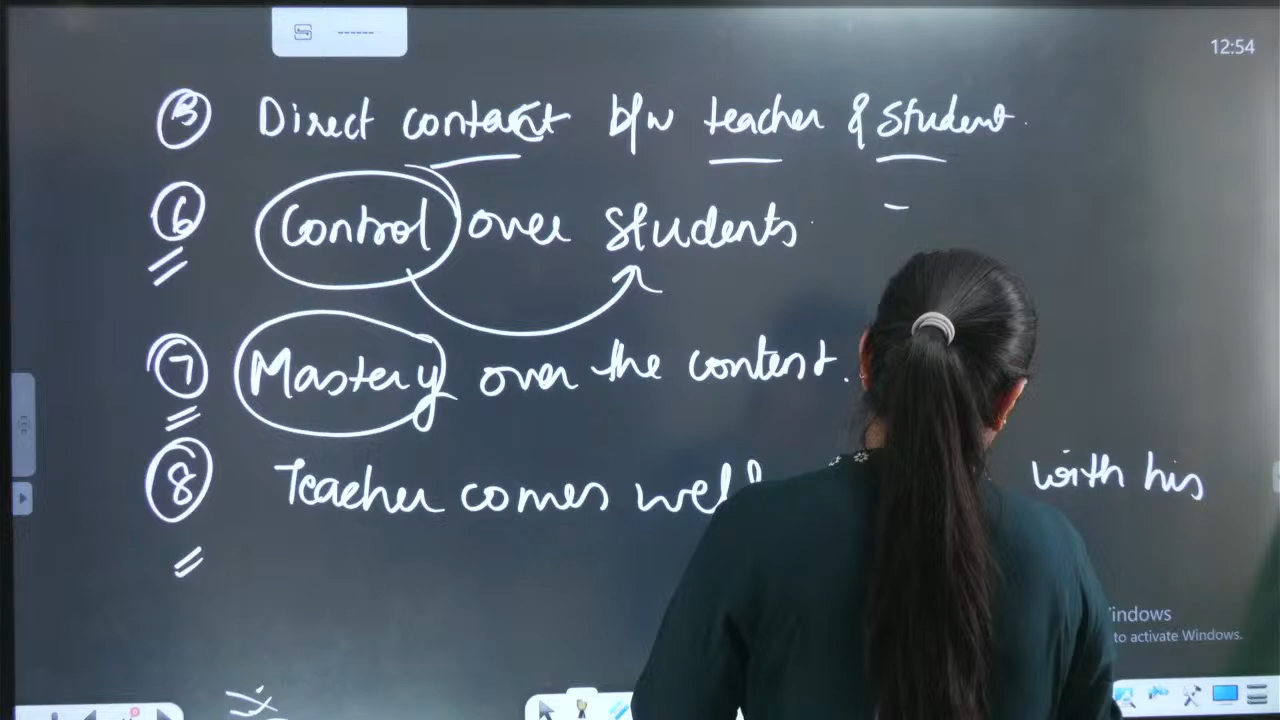 12:54
5 Direct contact b/w teacher & student.
6 Control over students.
7 Mastery over the content.
8 Teacher comes well with his
indows
to activate Windows.